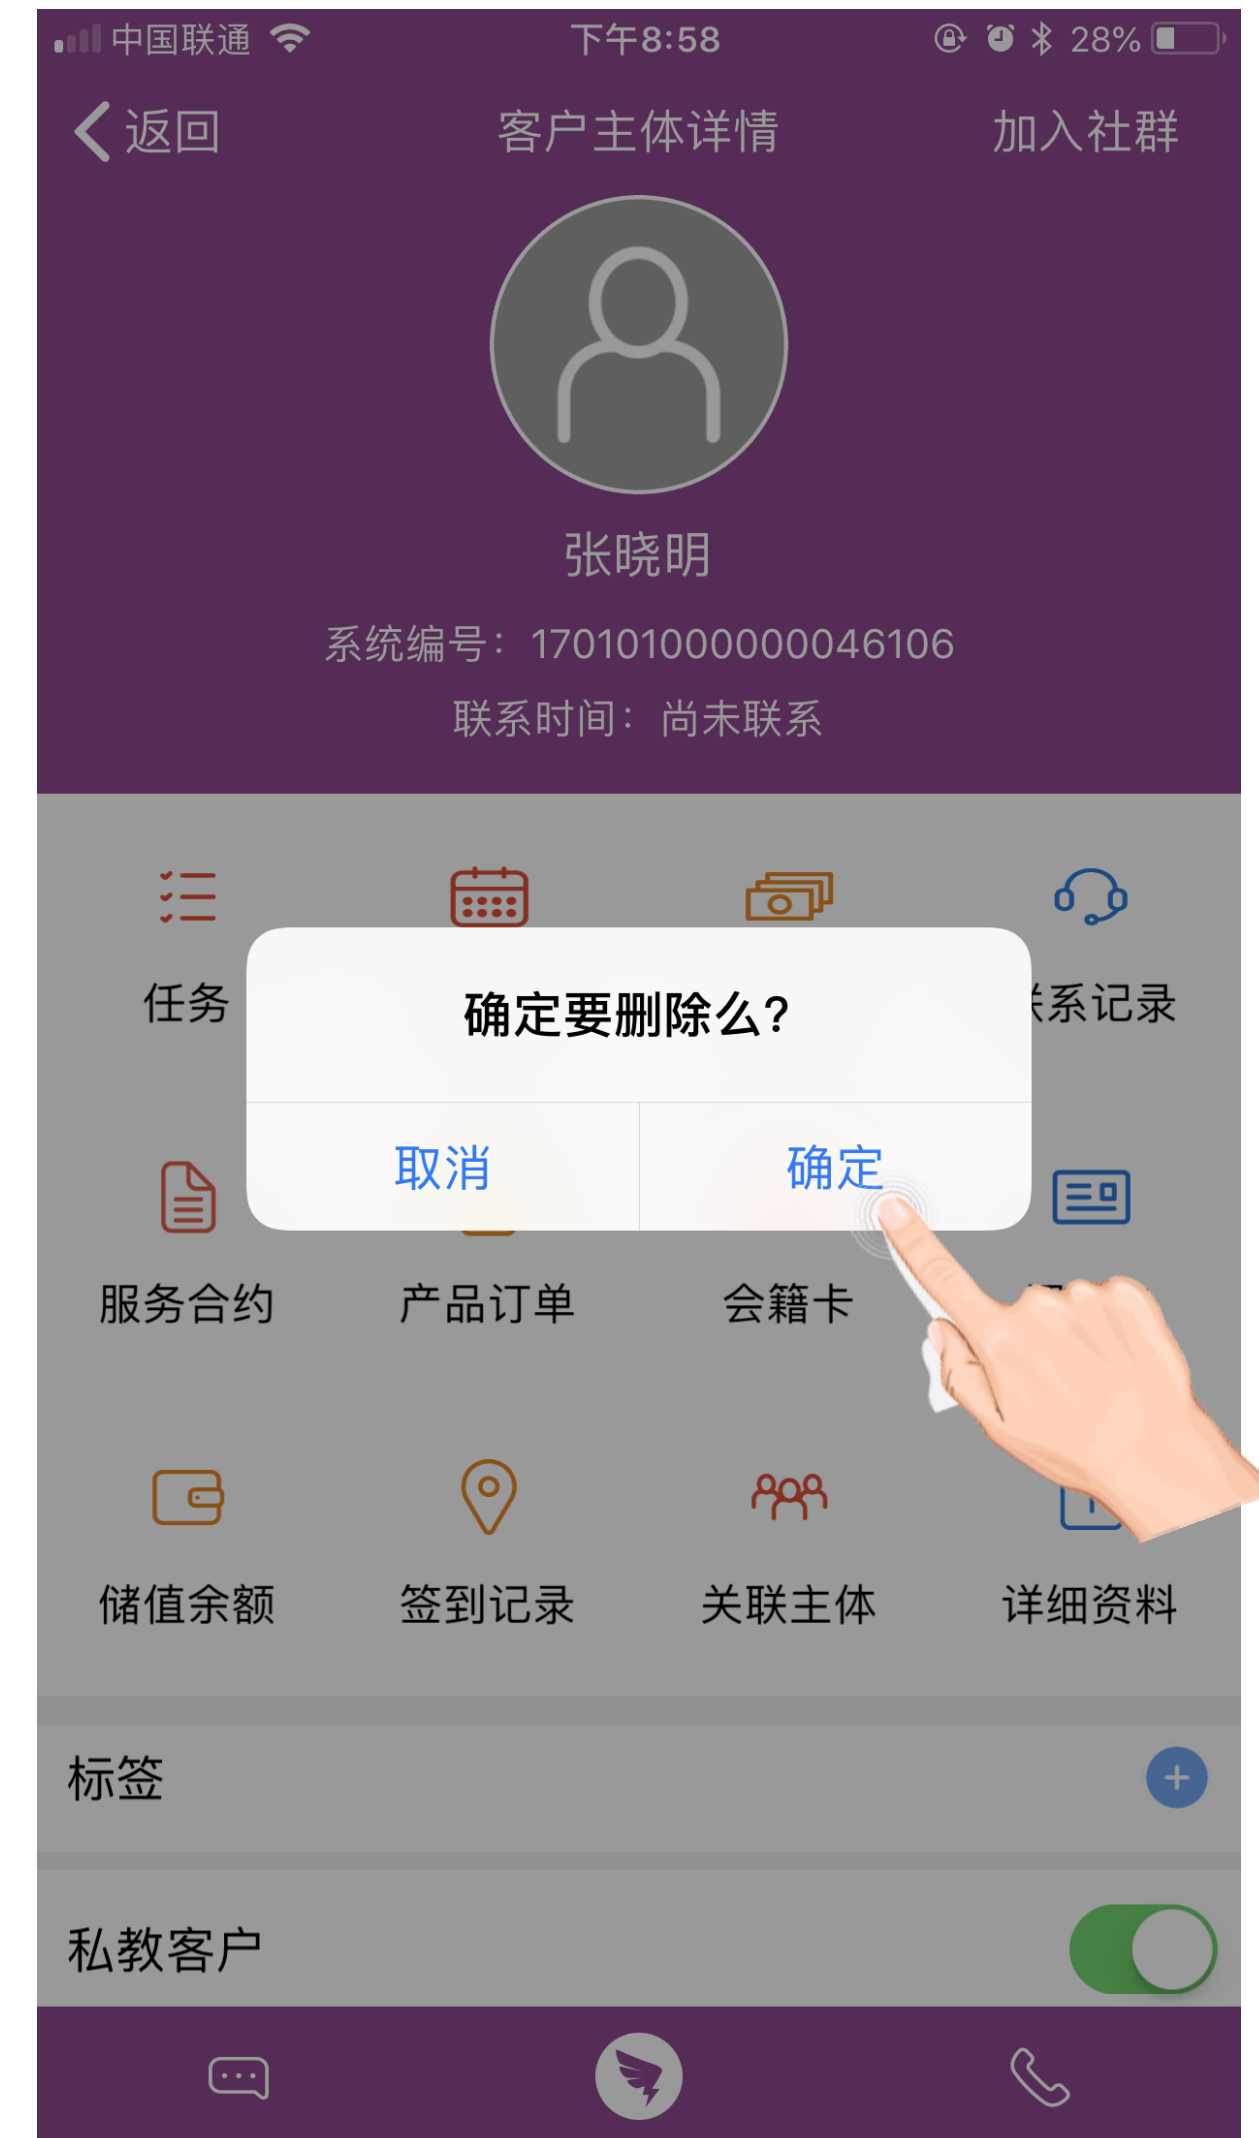 中国联通 下午8:58 28%
返回 客户主体详情 加入社群
张晓明
系统编号：170101000000046106
联系时间：尚未联系
确定要删除么?
取消 确定
任务 系记录
服务合约 产品订单 会籍卡
储值余额 签到记录 关联主体 详细资料
标签
私教客户